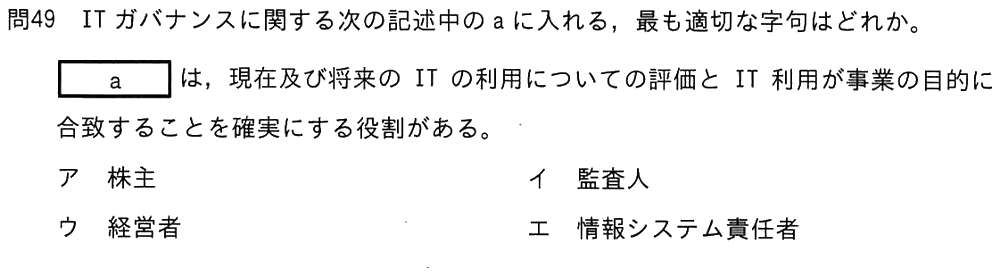 問49 ITガバナンスに関する次の記述中のaに入れる，最も適切な字句はどれか。
a は，現在及び将来の IT の利用についての評価と IT 利用が事業の目的に
合致することを確実にする役割がある。
ア 株主 イ 監査人
ウ 経営者 エ 情報システム責任者